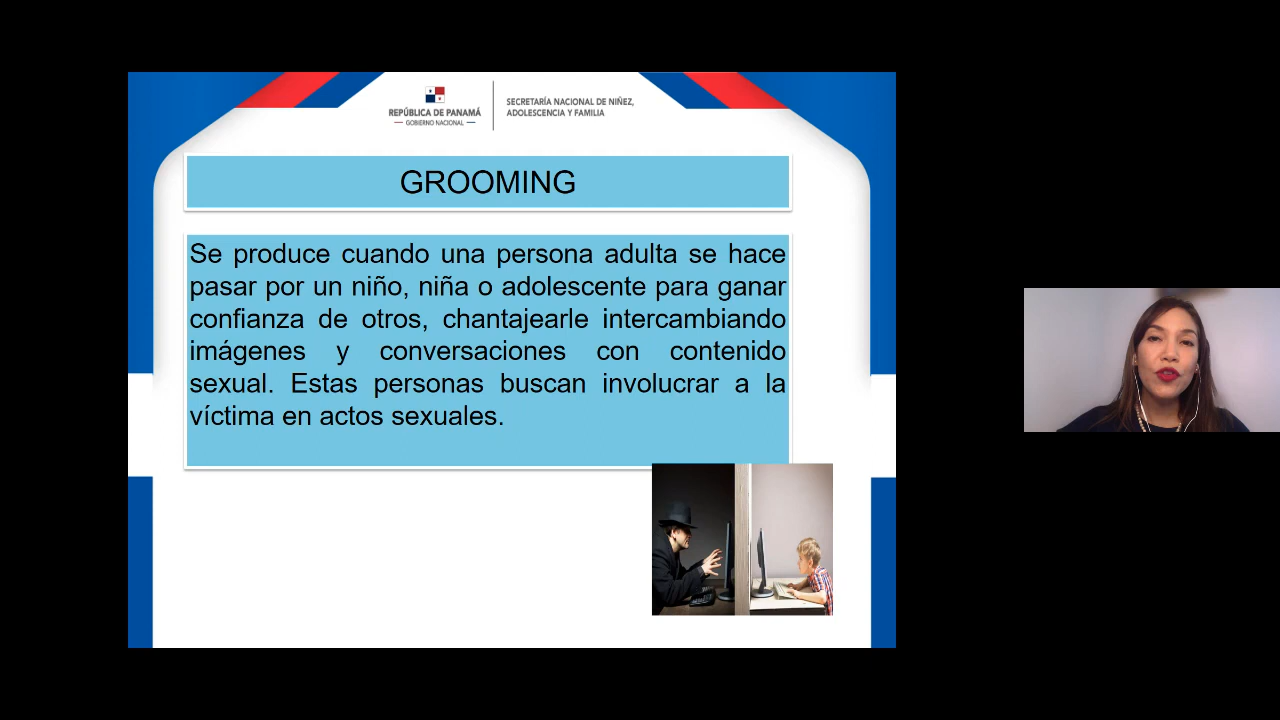 REPÚBLICA DE PANAMÁ
GOBIERNO NACIONAL
SECRETARÍA NACIONAL DE NIÑEZ,
ADOLESCENCIA Y FAMILIA
GROOMING
Se produce cuando una persona adulta se hace
pasar por un niño, niña o adolescente para ganar
confianza de otros, chantajearle intercambiando
imágenes y conversaciones con contenido
sexual. Estas personas buscan involucrar a la
víctima en actos sexuales.